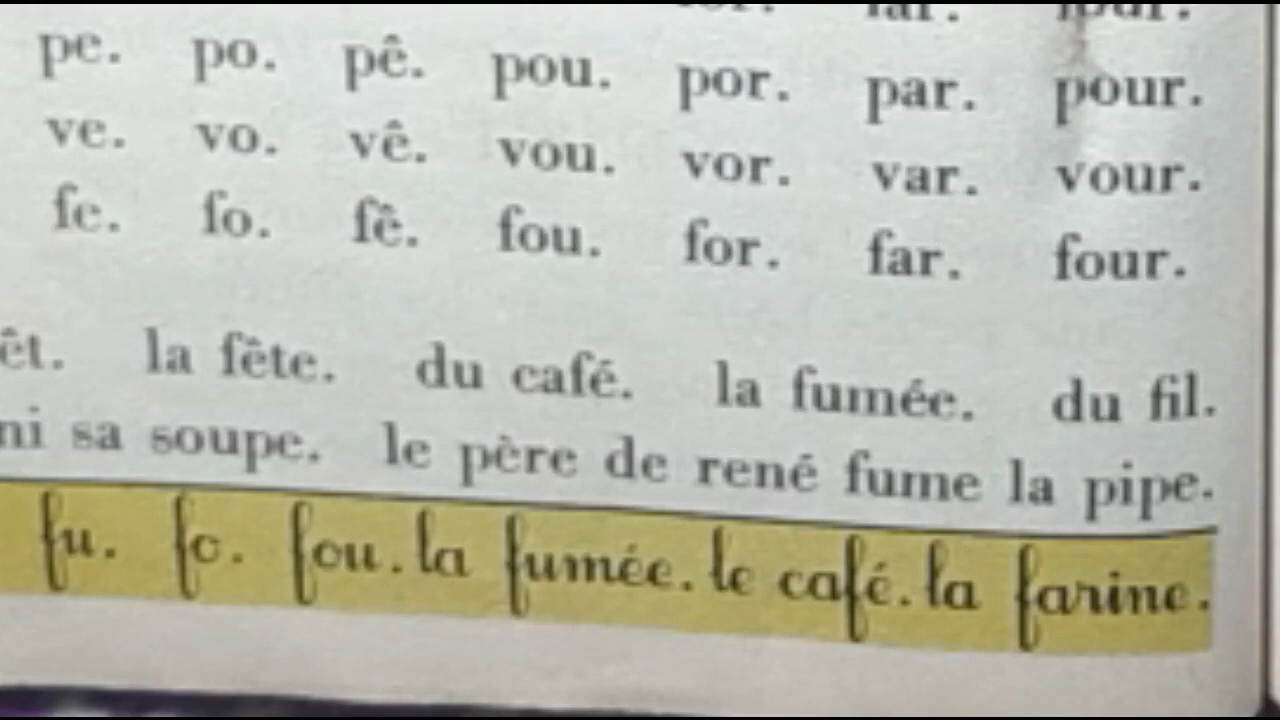 pe. po. pê. pou. por. par. pour.
ve. vo. vê. vou. vor. var. vour.
fe. fo. fê. fou. for. far. four.
la fête. du café. la fumée. du fil.
sa soupe. le père de rené fume la pipe.
fu. fo. fou. la fumée. le café. la farine.